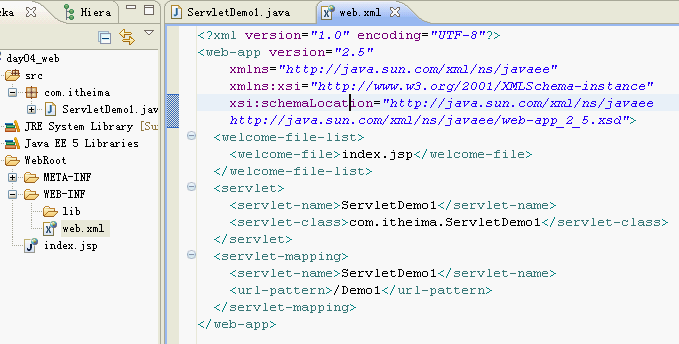 cka
Hiera
ServletDemo1.java
web.xml
day04_web
src
com.itheima
ServletDemo1.jav
JRE System Library [Su
Java EE 5 Libraries
WebRoot
META-INF
WEB-INF
lib
web.xml
index.jsp
<?xml version="1.0" encoding="UTF-8"?>
<web-app version="2.5"
xmlns="http://java.sun.com/xml/ns/javaee"
xmlns:xsi="http://www.w3.org/2001/XMLSchema-instance"
xsi:schemaLocation="http://java.sun.com/xml/ns/javaee
http://java.sun.com/xml/ns/javaee/web-app_2_5.xsd">
<welcome-file-list>
<welcome-file>index.jsp</welcome-file>
</welcome-file-list>
<servlet>
<servlet-name>ServletDemo1</servlet-name>
<servlet-class>com.itheima.ServletDemo1</servlet-class>
</servlet>
<servlet-mapping>
<servlet-name>ServletDemo1</servlet-name>
<url-pattern>/Demo1</url-pattern>
</servlet-mapping>
</web-app>